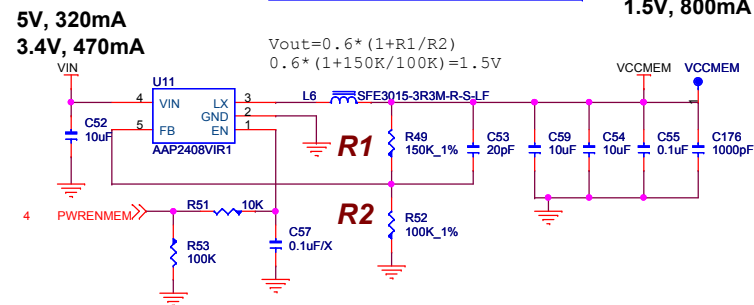 1.5V, 800mA
5V, 320mA
3.4V, 470mA
Vout=0.6*(1+R1/R2)
0.6*(1+150K/100K)=1.5V
VIN
VCCMEM
VCCMEM
U11
4 VIN LX 3
GND 2
5 FB EN 1
AAP2408VIR1
L6 SFE3015-3R3M-R-S-LF
C52
10uF
R1
R49
150K_1%
C53
20pF
C59
10uF
C54
10uF
C55
0.1uF
C176
1000pF
4 PWRENMEM
R51 10K
R2
R52
100K_1%
R53
100K
C57
0.1uF/X